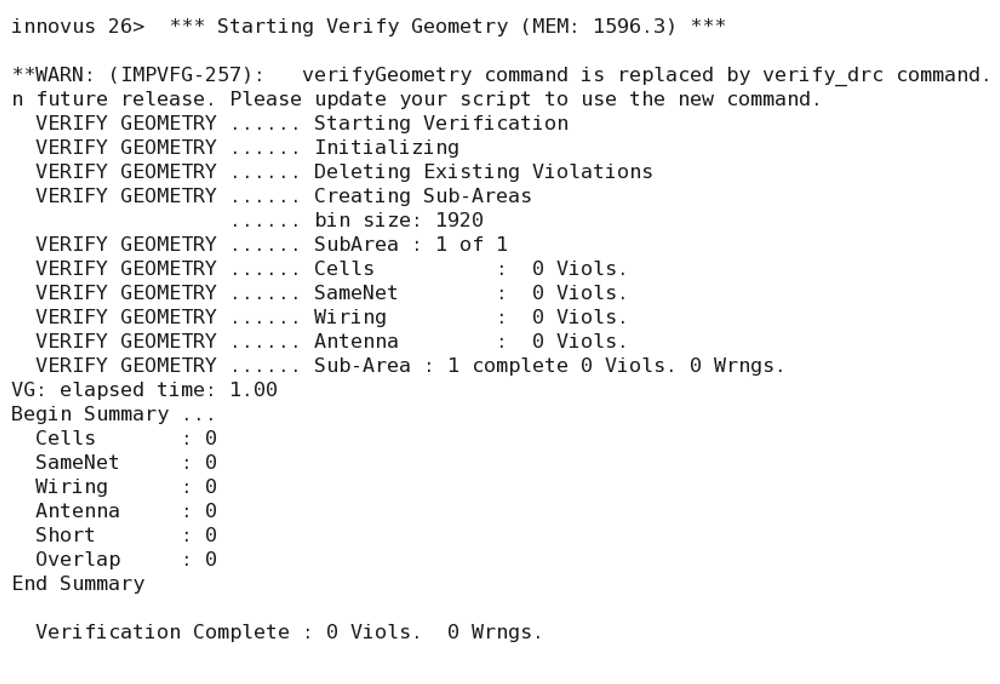 innovus 26>  *** Starting Verify Geometry (MEM: 1596.3) ***
**WARN: (IMPVFG-257):   verifyGeometry command is replaced by verify_drc command.
n future release. Please update your script to use the new command.
  VERIFY GEOMETRY ...... Starting Verification
  VERIFY GEOMETRY ...... Initializing
  VERIFY GEOMETRY ...... Deleting Existing Violations
  VERIFY GEOMETRY ...... Creating Sub-Areas
                  ...... bin size: 1920
  VERIFY GEOMETRY ...... SubArea : 1 of 1
  VERIFY GEOMETRY ...... Cells          :  0 Viols.
  VERIFY GEOMETRY ...... SameNet        :  0 Viols.
  VERIFY GEOMETRY ...... Wiring         :  0 Viols.
  VERIFY GEOMETRY ...... Antenna        :  0 Viols.
  VERIFY GEOMETRY ...... Sub-Area : 1 complete 0 Viols. 0 Wrngs.
VG: elapsed time: 1.00
Begin Summary ...
  Cells       : 0
  SameNet     : 0
  Wiring      : 0
  Antenna     : 0
  Short       : 0
  Overlap     : 0
End Summary
  Verification Complete : 0 Viols.  0 Wrngs.